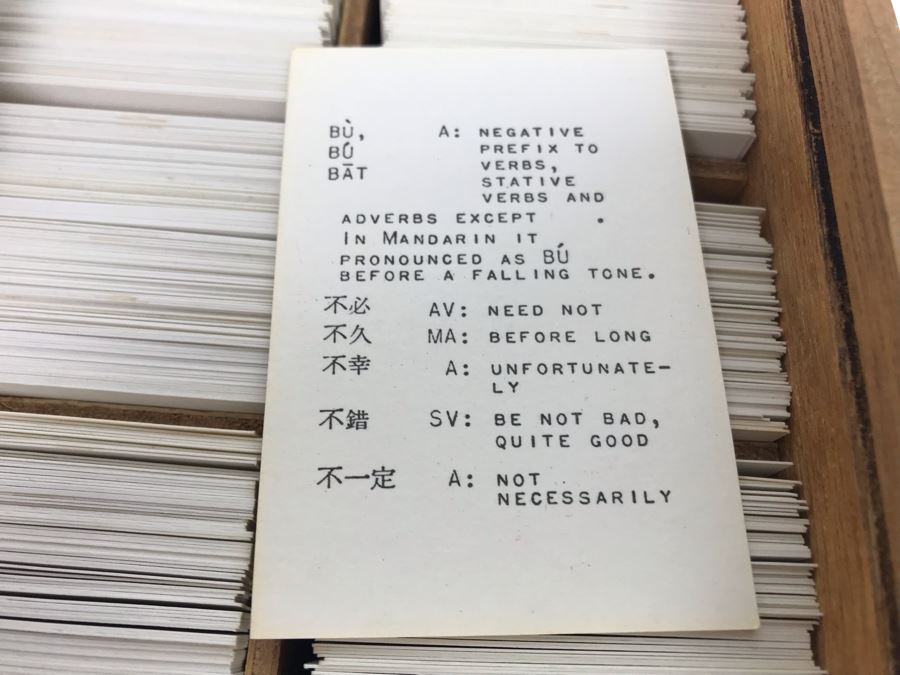 BÙ, A: NEGATIVE
BÚ PREFIX TO
BĀT VERBS,
STATIVE
VERBS AND
ADVERBS EXCEPT .
IN MANDARIN IT
PRONOUNCED AS BÚ
BEFORE A FALLING TONE.
不必 AV: NEED NOT
不久 MA: BEFORE LONG
不幸 A: UNFORTUNATE-
LY
不錯 SV: BE NOT BAD,
QUITE GOOD
不一定 A: NOT
NECESSARILY